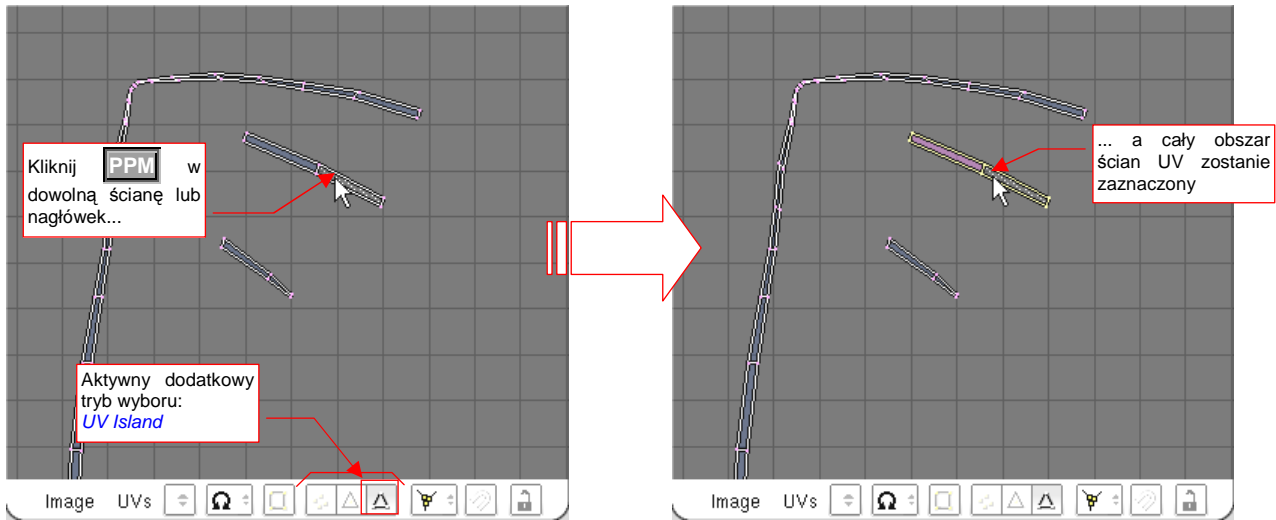 Kliknij PPM w
dowolną ścianę lub
nagłówek...
... a cały obszar
ścian UV zostanie
zaznaczony
Aktywny dodatkowy
tryb wyboru:
UV Island
Image UVs
Image UVs